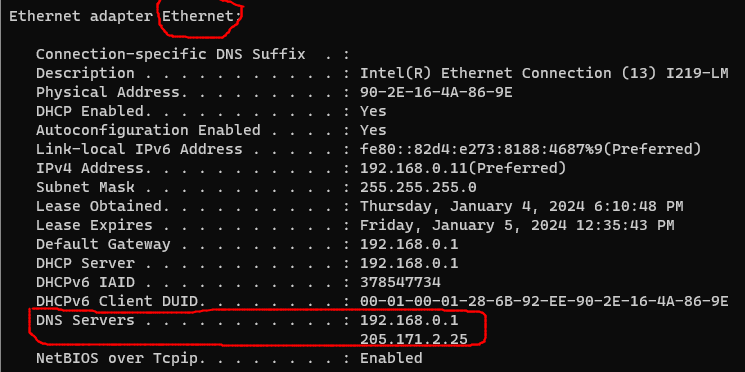 Ethernet adapter Ethernet:
Connection-specific DNS Suffix  . :
Description . . . . . . . . . . . : Intel(R) Ethernet Connection (13) I219-LM
Physical Address. . . . . . . . . : 90-2E-16-4A-86-9E
DHCP Enabled. . . . . . . . . . . : Yes
Autoconfiguration Enabled . . . . : Yes
Link-local IPv6 Address . . . . . : fe80::82d4:e273:8188:4687%9(Preferred)
IPv4 Address. . . . . . . . . . . : 192.168.0.11(Preferred)
Subnet Mask . . . . . . . . . . . : 255.255.255.0
Lease Obtained. . . . . . . . . . : Thursday, January 4, 2024 6:10:48 PM
Lease Expires . . . . . . . . . . : Friday, January 5, 2024 12:35:43 PM
Default Gateway . . . . . . . . . : 192.168.0.1
DHCP Server . . . . . . . . . . . : 192.168.0.1
DHCPv6 IAID . . . . . . . . . . . : 378547734
DHCPv6 Client DUID. . . . . . . . : 00-01-00-01-28-6B-92-EE-90-2E-16-4A-86-9E
DNS Servers . . . . . . . . . . . : 192.168.0.1
205.171.2.25
NetBIOS over Tcpip. . . . . . . . : Enabled